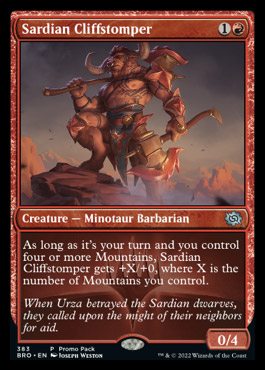 Sardian Cliffstomper 1
Creature — Minotaur Barbarian
As long as it's your turn and you control
four or more Mountains, Sardian
Cliffstomper gets +X/+0, where X is the
number of Mountains you control.
When Urza betrayed the Sardian dwarves,
they called upon the might of their neighbors
for aid.
0/4
383 P Promo Pack
BRO • EN Joseph Weston
™ & © 2022 Wizards of the Coast